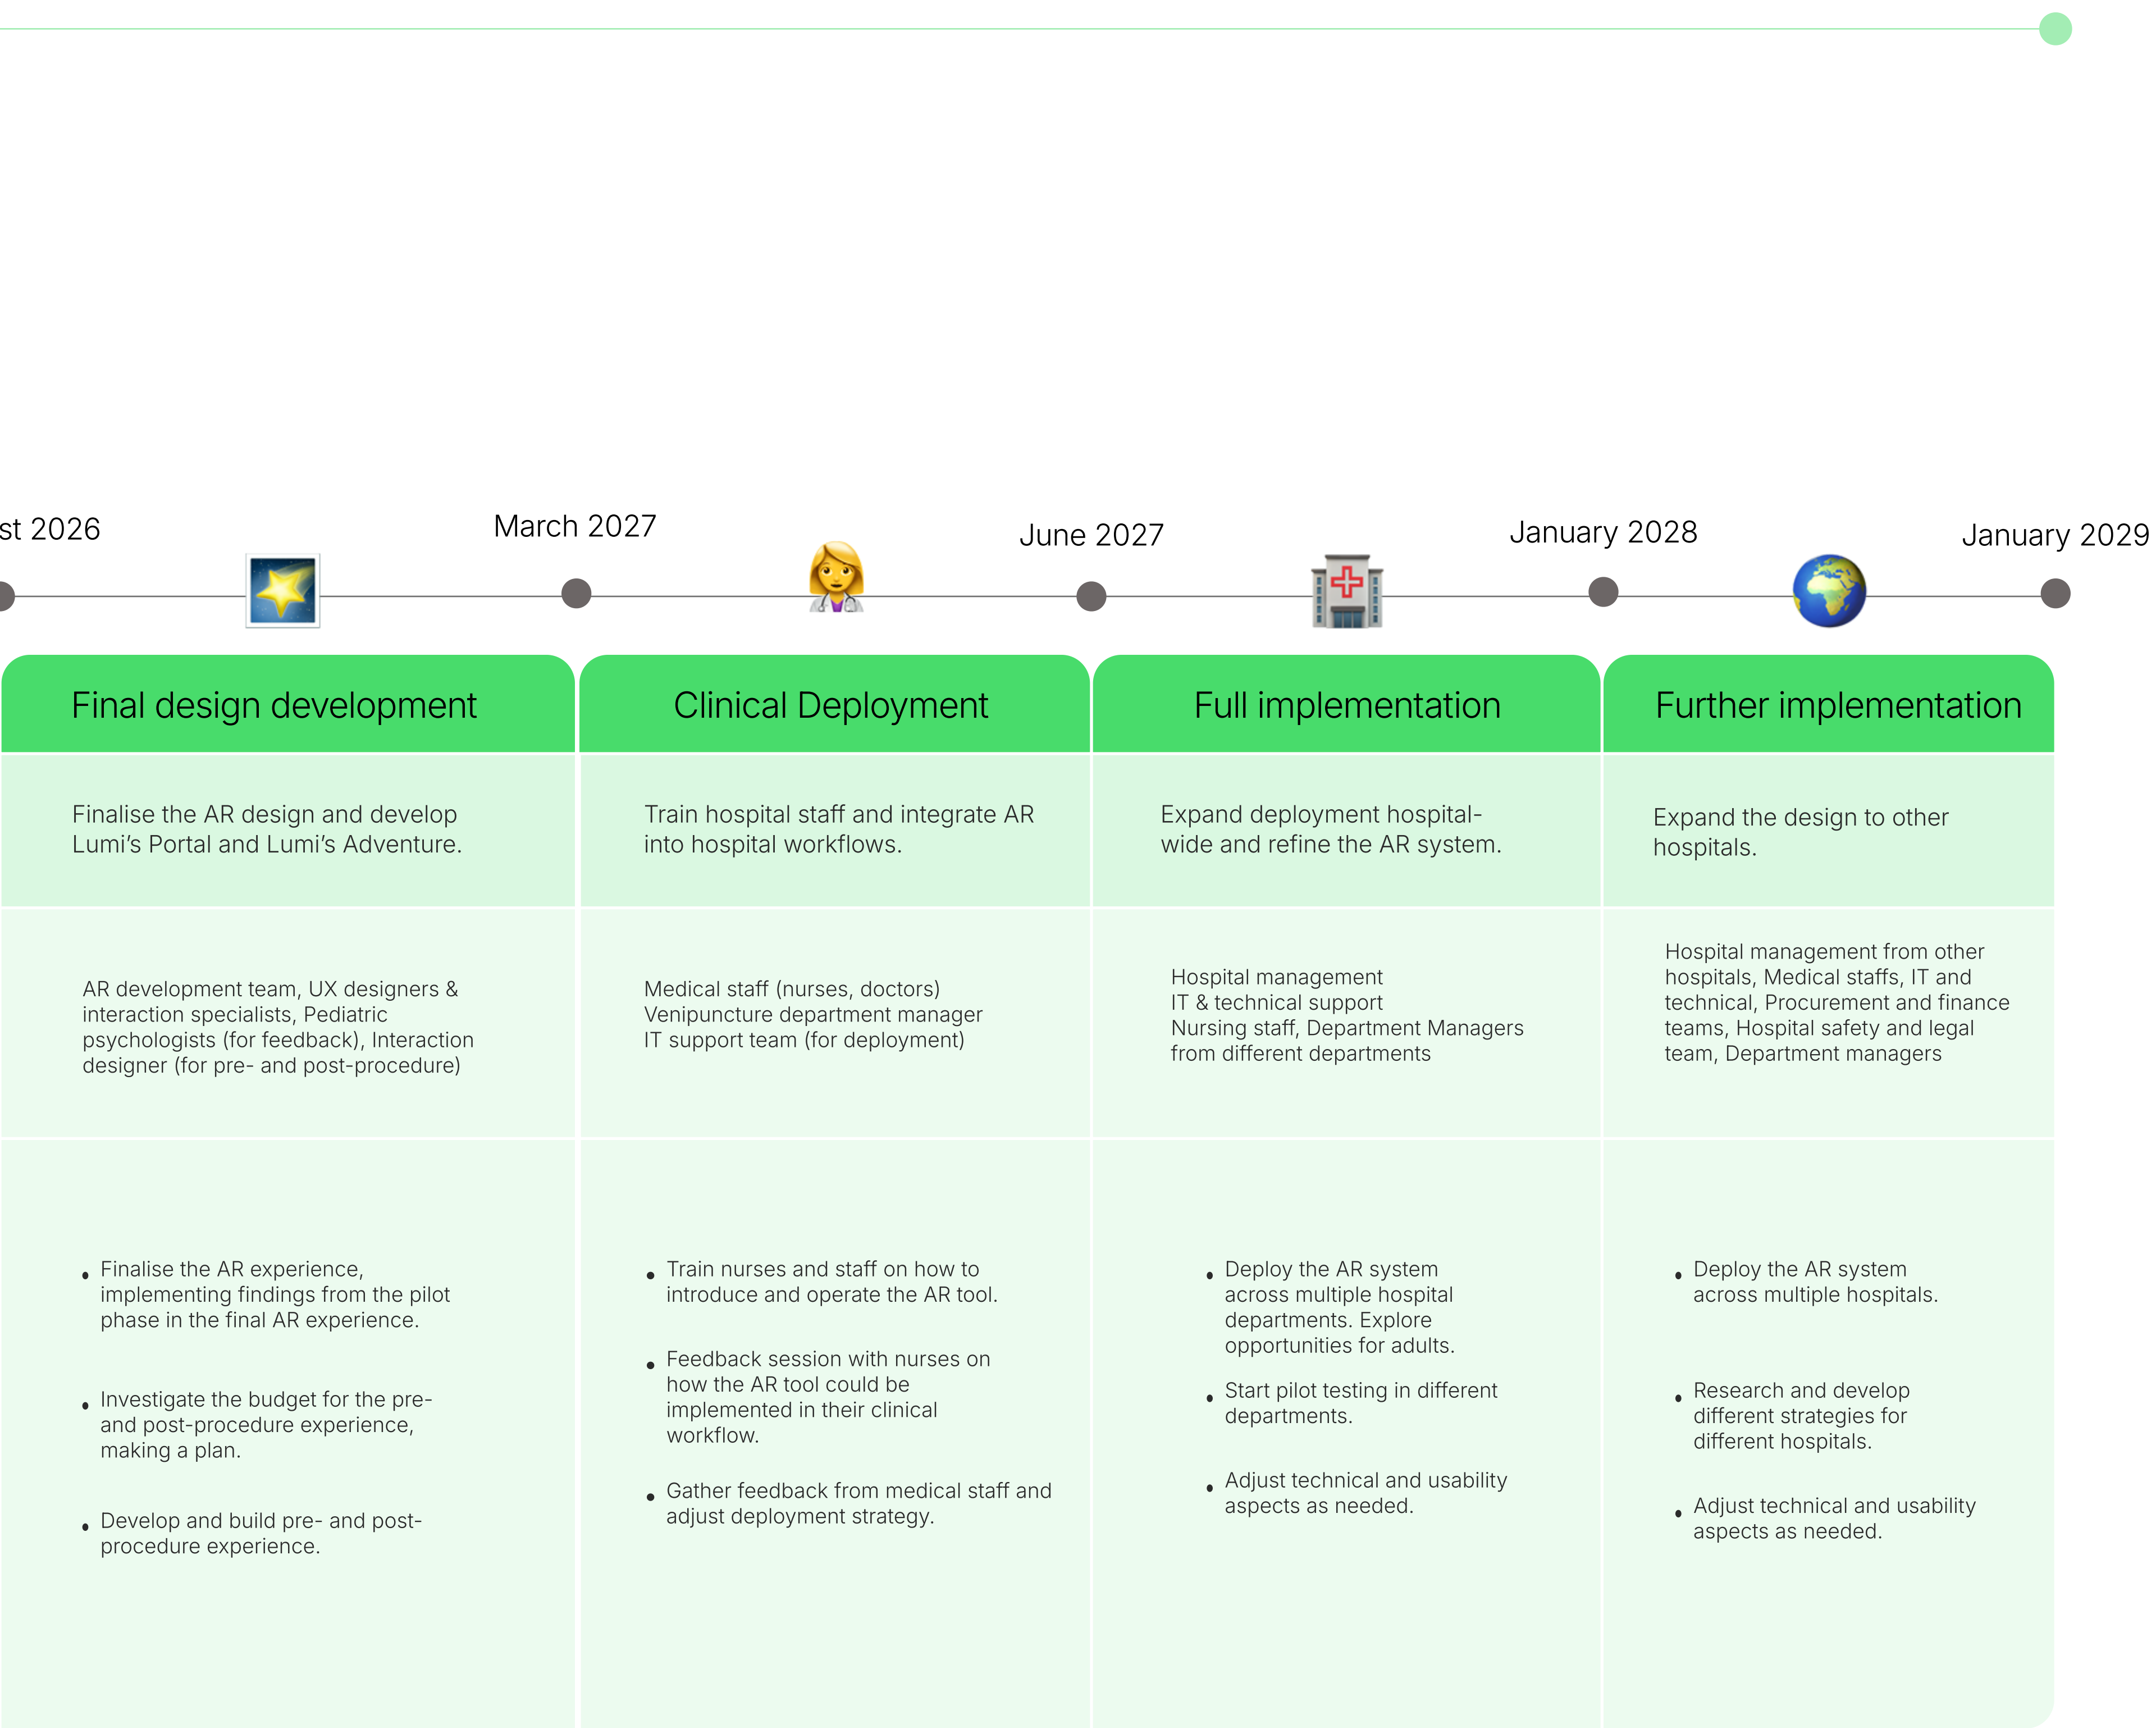 st 2026
March 2027
June 2027
January 2028
January 2029
Final design development
Clinical Deployment
Full implementation
Further implementation
Finalise the AR design and develop
Lumi’s Portal and Lumi’s Adventure.
Train hospital staff and integrate AR
into hospital workflows.
Expand deployment hospital-
wide and refine the AR system.
Expand the design to other
hospitals.
AR development team, UX designers &
interaction specialists, Pediatric
psychologists (for feedback), Interaction
designer (for pre- and post-procedure)
Medical staff (nurses, doctors)
Venipuncture department manager
IT support team (for deployment)
Hospital management
IT & technical support
Nursing staff, Department Managers
from different departments
Hospital management from other
hospitals, Medical staffs, IT and
technical, Procurement and finance
teams, Hospital safety and legal
team, Department managers
• Finalise the AR experience,
implementing findings from the pilot
phase in the final AR experience.
• Investigate the budget for the pre-
and post-procedure experience,
making a plan.
• Develop and build pre- and post-
procedure experience.
• Train nurses and staff on how to
introduce and operate the AR tool.
• Feedback session with nurses on
how the AR tool could be
implemented in their clinical
workflow.
• Gather feedback from medical staff and
adjust deployment strategy.
• Deploy the AR system
across multiple hospital
departments. Explore
opportunities for adults.
• Start pilot testing in different
departments.
• Adjust technical and usability
aspects as needed.
• Deploy the AR system
across multiple hospitals.
• Research and develop
different strategies for
different hospitals.
• Adjust technical and usability
aspects as needed.